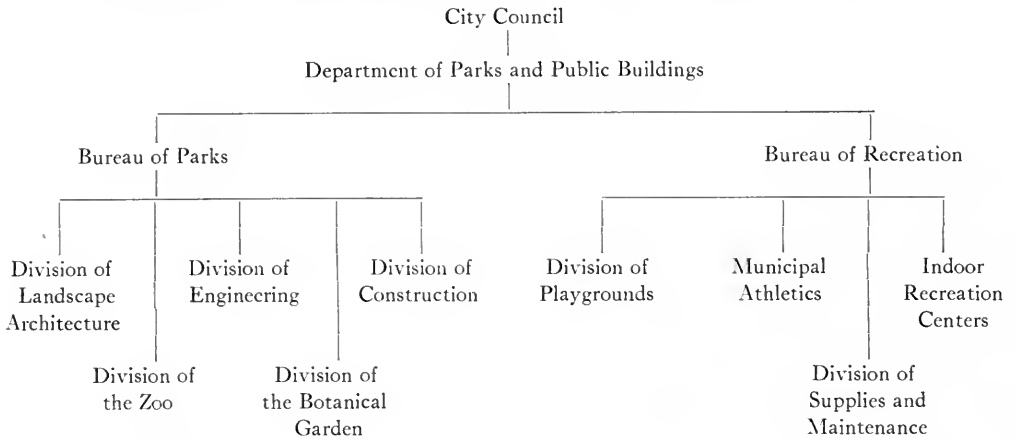 City Council
Department of Parks and Public Buildings
Bureau of Parks
Bureau of Recreation
Division of
Landscape
Architecture
Division of
Engineering
Division of
Construction
Division of
Playgrounds
Municipal
Athletics
Indoor
Recreation
Centers
Division of
the Zoo
Division of
the Botanical
Garden
Division of
Supplies and
Maintenance